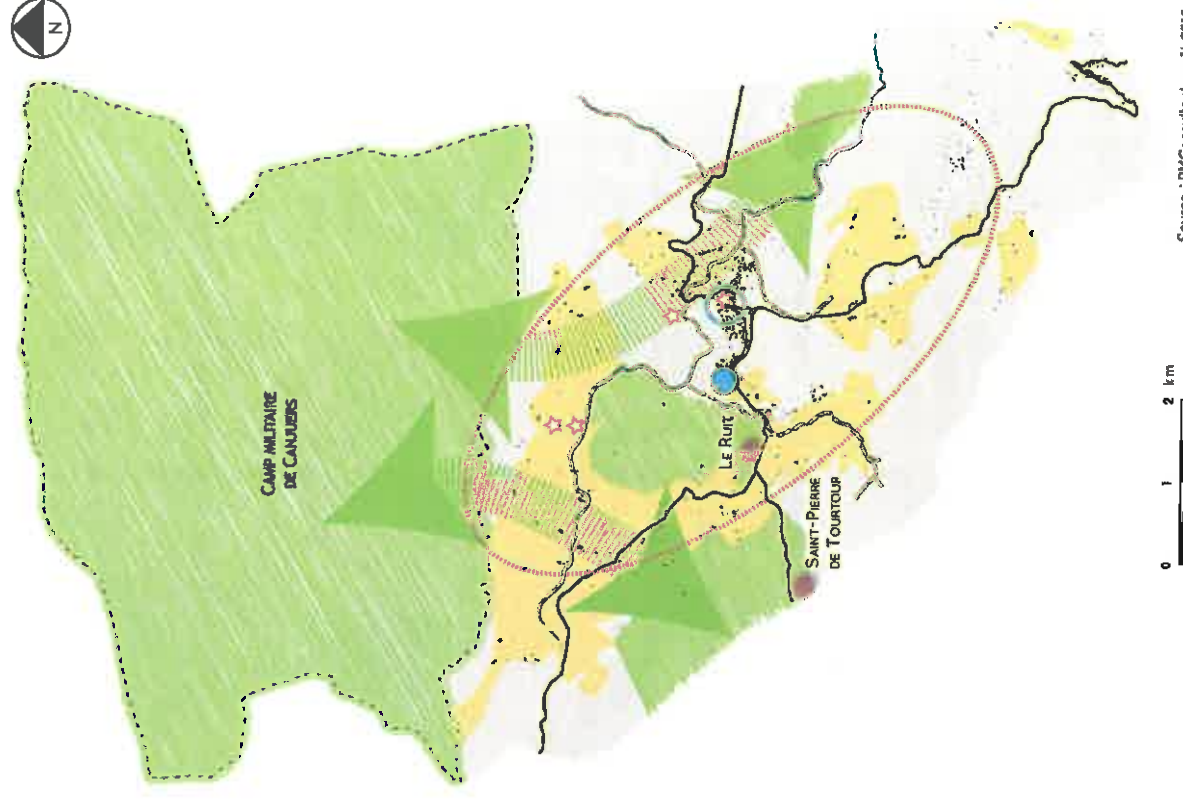 N
CAMP MILITAIRE
DE CANJUERS
LE RUIT
SAINT-PIERRE
DE TOURTOUR
0 1 2 km